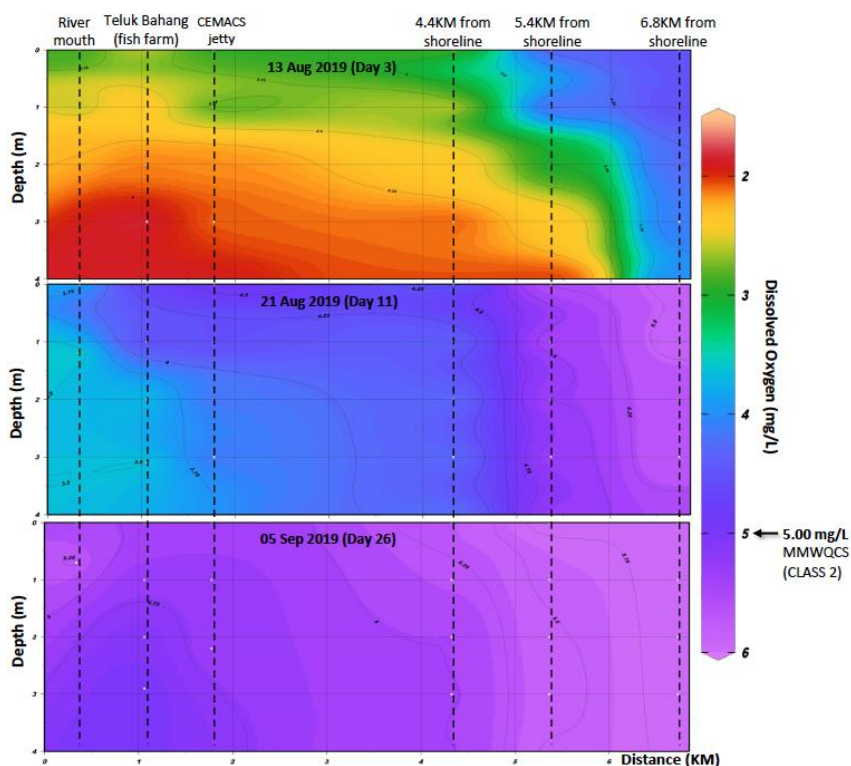 River mouth
Teluk Bahang (fish farm)
CEMACS jetty
4.4KM from shoreline
5.4KM from shoreline
6.8KM from shoreline
13 Aug 2019 (Day 3)
Depth (m)
0
1
2
3
4
21 Aug 2019 (Day 11)
Depth (m)
0
1
2
3
4
05 Sep 2019 (Day 26)
Depth (m)
0
1
2
3
4
0
1
2
3
4
5
6
Distance (KM)
2
3
4
5
6
Dissolved Oxygen (mg/L)
5.00 mg/L
MMWQCS
(CLASS 2)